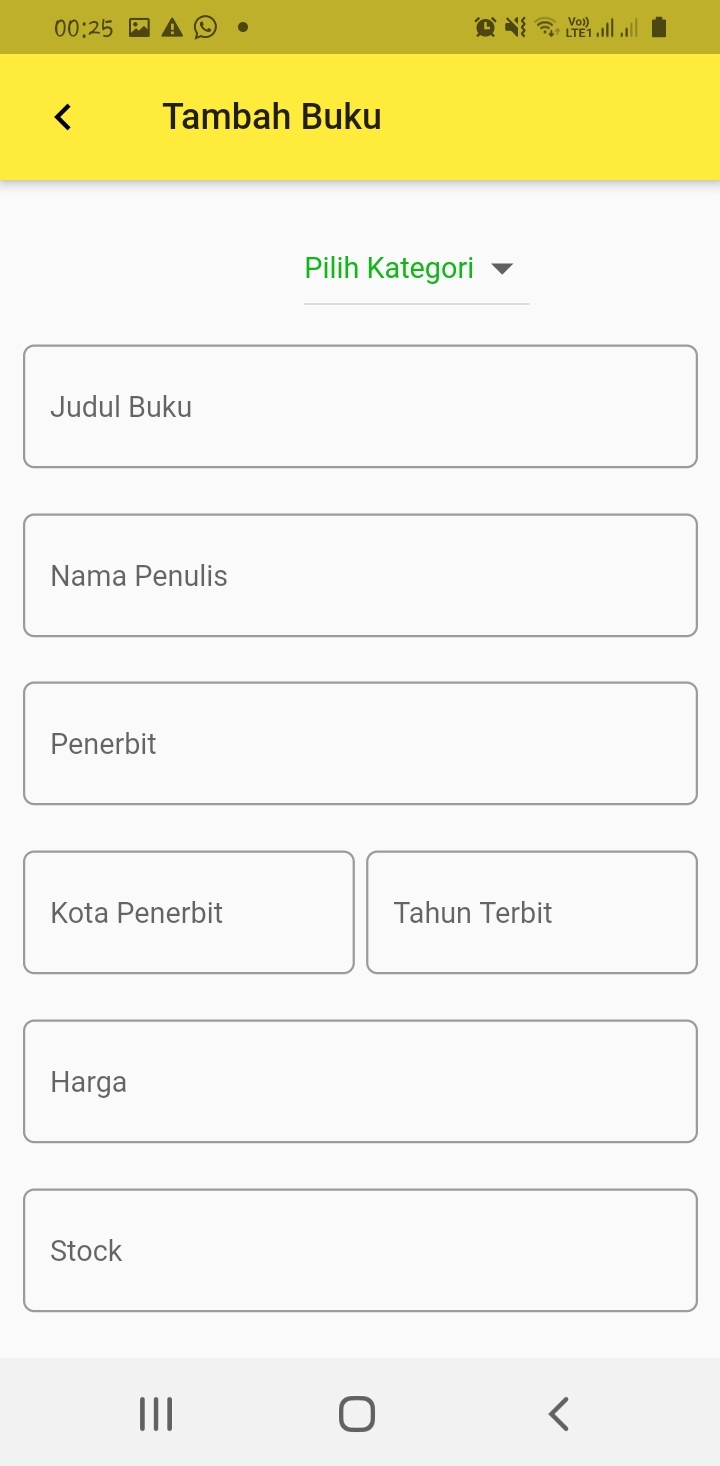 00:25 Vo)) LTE1
Tambah Buku
Pilih Kategori
Judul Buku
Nama Penulis
Penerbit
Kota Penerbit Tahun Terbit
Harga
Stock